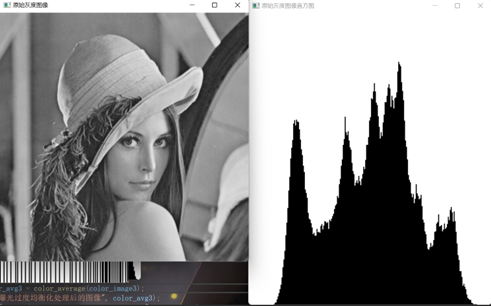 原始灰度图像
原始灰度图像直方图
r_avg3 = color_average(color_image3);
曝光过度均衡化处理后的图像", color_avg3);